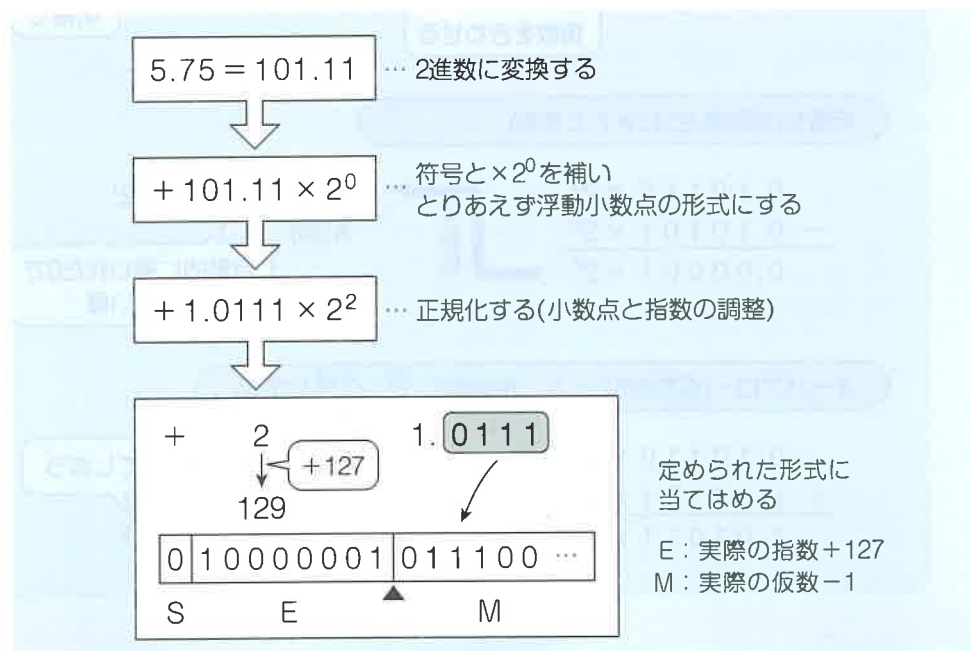 5.75=101.11 … 2進数に変換する
+101.11×2⁰ … 符号と×2⁰を補い
とりあえず浮動小数点の形式にする
+1.0111×2² … 正規化する(小数点と指数の調整)
+ 2 1.0111
+127
129
0 10000001 011100 …
S E M
定められた形式に
当てはめる
E:実際の指数+127
M:実際の仮数-1